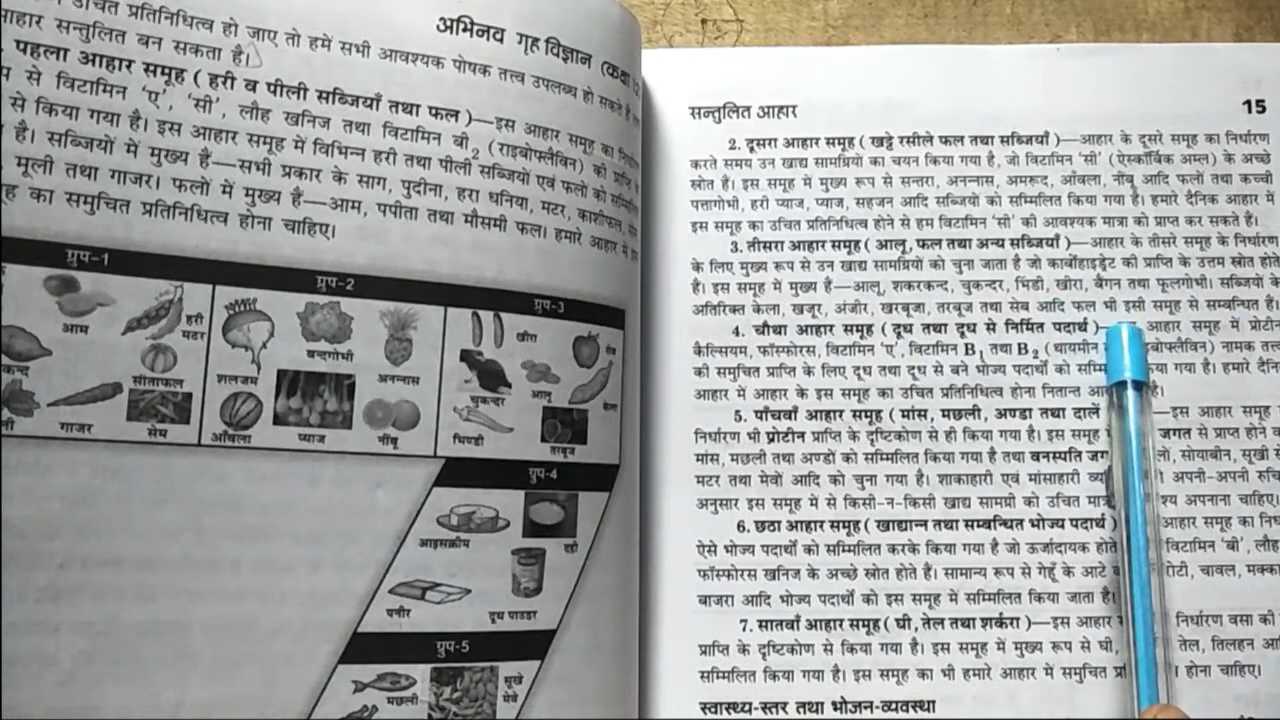 उचित प्रतिनिधित्व हो जाए तो हमें सभी आवश्यक पोषक तत्त्व उपलब्ध हो सकते
आहार सन्तुलित बन सकता है।
अभिनव गृह विज्ञान (कक्षा 12
पहला आहार समूह ( हरी व पीली सब्जियाँ तथा फल )—इस आहार समूह का
से विटामिन 'ए', 'सी', लौह खनिज तथा विटामिन बी2 (राइबोफ्लैविन) की प्राप्ति
से किया गया है। इस आहार समूह में विभिन्न हरी तथा पीली सब्जियों एवं फलों को
है। सब्जियों में मुख्य हैं—सभी प्रकार के साग, पुदीना, हरा धनिया, मटर, काशीफल,
मूली तथा गाजर। फलों में मुख्य हैं—आम, पपीता तथा मौसमी फल। हमारे आहार में
का समुचित प्रतिनिधित्व होना चाहिए।
ग्रुप-1
आम
हरी मटर
सीताफल
गाजर
सेम
ग्रुप-2
शलजम
बन्दगोभी
अनन्नास
आँवला
प्याज
नींबू
ग्रुप-3
खीरा
सेब
चुकन्दर
आलू
केला
भिण्डी
तरबूज
ग्रुप-4
आइसक्रीम
दही
पनीर
दूध पाउडर
ग्रुप-5
मछली
सूखे मेवे
सन्तुलित आहार
15
2. दूसरा आहार समूह ( खट्टे रसीले फल तथा सब्जियाँ )—आहार के दूसरे समूह का निर्धारण
करते समय उन खाद्य सामग्रियों का चयन किया गया है, जो विटामिन 'सी' (ऐस्कॉर्बिक अम्ल) के अच्छे
स्रोत हैं। इस समूह में मुख्य रूप से सन्तरा, अनन्नास, अमरूद, आँवला, नींबू आदि फलों तथा कच्ची
पत्तागोभी, हरी प्याज, प्याज, सहजन आदि सब्जियों को सम्मिलित किया गया है। हमारे दैनिक आहार में
इस समूह का उचित प्रतिनिधित्व होने से हम विटामिन 'सी' की आवश्यक मात्रा को प्राप्त कर सकते हैं।
3. तीसरा आहार समूह ( आलू, फल तथा अन्य सब्जियाँ )—आहार के तीसरे समूह के निर्धारण
के लिए मुख्य रूप से उन खाद्य सामग्रियों को चुना जाता है जो कार्बोहाइड्रेट की प्राप्ति के उत्तम स्रोत होते
हैं। इस समूह में मुख्य हैं—आलू, शकरकन्द, चुकन्दर, भिंडी, खीरा, बैंगन तथा फूलगोभी। सब्जियों के
अतिरिक्त केला, खजूर, अंजीर, खरबूजा, तरबूज तथा सेब आदि फल भी इसी समूह से सम्बन्धित हैं।
4. चौथा आहार समूह ( दूध तथा दूध से निर्मित पदार्थ )— आहार समूह में प्रोटीन
कैल्सियम, फॉस्फोरस, विटामिन 'ए', विटामिन B1 तथा B2 (थायमीन नामक तत्त्व
की समुचित प्राप्ति के लिए दूध तथा दूध से बने भोज्य पदार्थों को गया है। हमारे
आहार में आहार के इस समूह का उचित प्रतिनिधित्व होना नितान्त है।
5. पाँचवाँ आहार समूह ( मांस, मछली, अण्डा तथा दालें —इस आहार समूह
निर्धारण भी प्रोटीन प्राप्ति के दृष्टिकोण से ही किया गया है। इस समूह जगत से प्राप्त होने
मांस, मछली तथा अण्डों को सम्मिलित किया गया है तथा वनस्पति सोयाबीन, सूखी
मटर तथा मेवों आदि को चुना गया है। शाकाहारी एवं मांसाहारी अपनी-अपनी रुचि
अनुसार इस समूह में से किसी-न-किसी खाद्य सामग्री को उचित अपनाना चाहिए।
6. छठा आहार समूह ( खाद्यान्न तथा सम्बन्धित भोज्य पदार्थ ) आहार समूह का
ऐसे भोज्य पदार्थों को सम्मिलित करके किया गया है जो ऊर्जादायक होते विटामिन 'बी', लौह
फॉस्फोरस खनिज के अच्छे स्रोत होते हैं। सामान्य रूप से गेहूँ के आटे रोटी, चावल, मक्का
बाजरा आदि भोज्य पदार्थों को इस समूह में सम्मिलित किया जाता है।
7. सातवाँ आहार समूह ( घी, तेल तथा शर्करा )—इस आहार निर्धारण वसा की
प्राप्ति के दृष्टिकोण से किया गया है। इस समूह में मुख्य रूप से घी, तेल, तिलहन
सम्मिलित किया गया है। इस समूह का भी हमारे आहार में समुचित होना चाहिए।
स्वास्थ्य-स्तर तथा भोजन-व्यवस्था